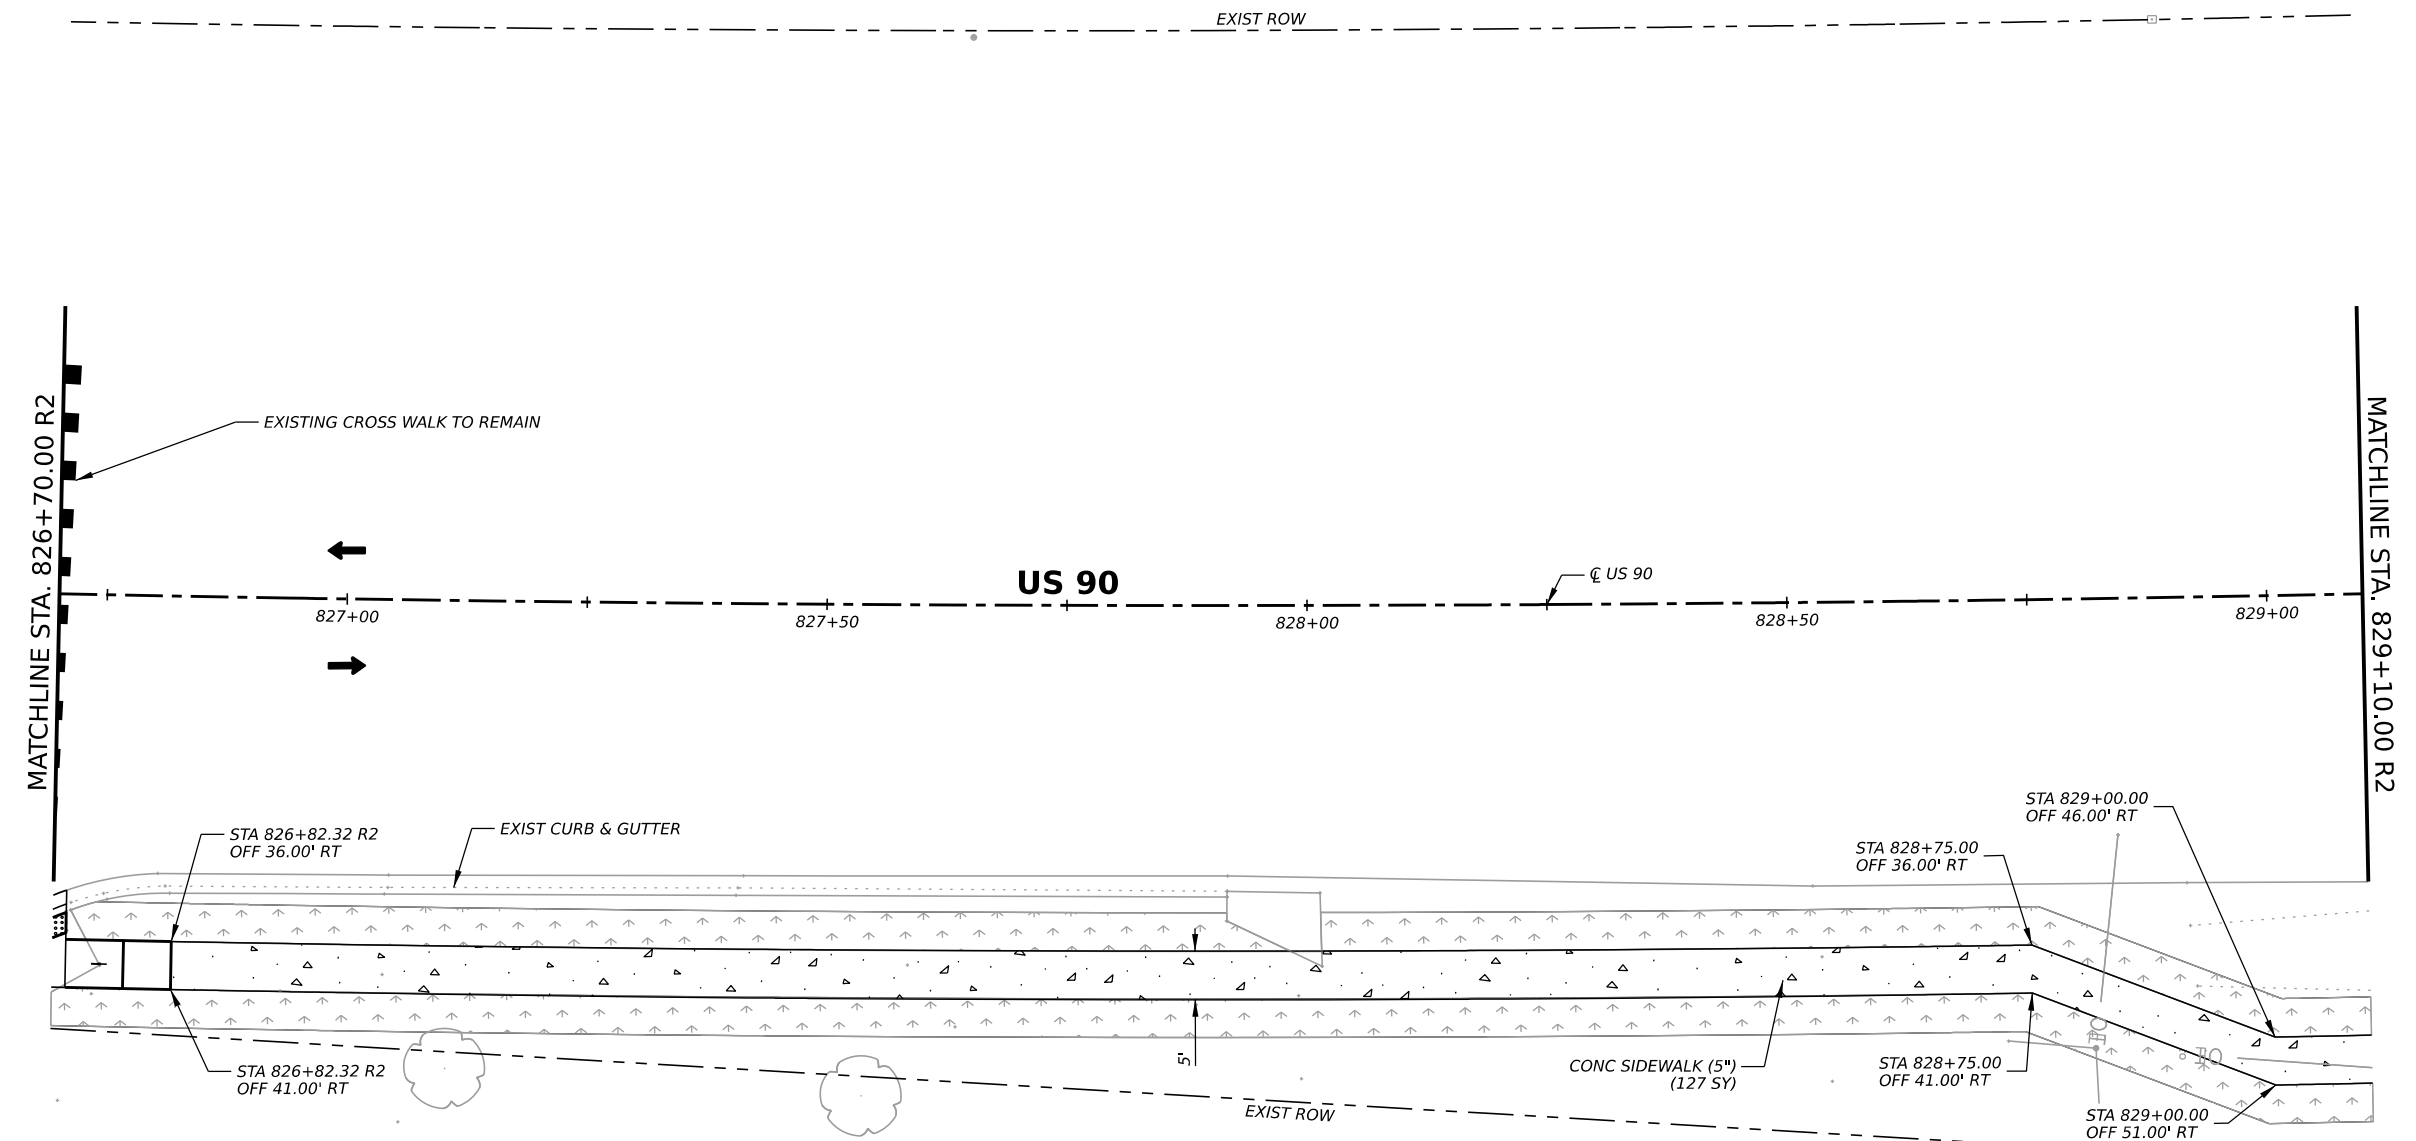 EXIST ROW
MATCHLINE STA. 826+70.00 R2
EXISTING CROSS WALK TO REMAIN
MATCHLINE STA. 829+10.00 R2
US 90
℄ US 90
827+00
827+50
828+00
828+50
829+00
STA 826+82.32 R2
OFF 36.00' RT
EXIST CURB & GUTTER
STA 828+75.00
OFF 36.00' RT
STA 829+00.00
OFF 46.00' RT
STA 826+82.32 R2
OFF 41.00' RT
5'
EXIST ROW
CONC SIDEWALK (5")
(127 SY)
STA 828+75.00
OFF 41.00' RT
STA 829+00.00
OFF 51.00' RT